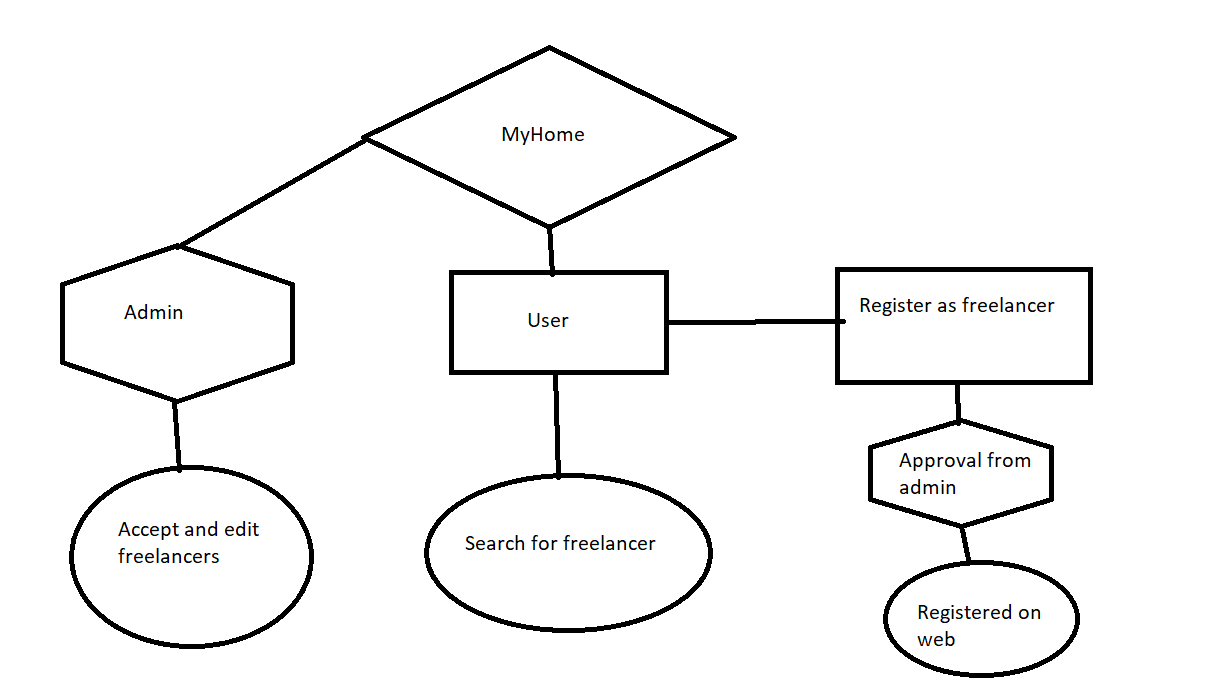 MyHome
Admin
User
Register as freelancer
Accept and edit
freelancers
Search for freelancer
Approval from
admin
Registered on
web